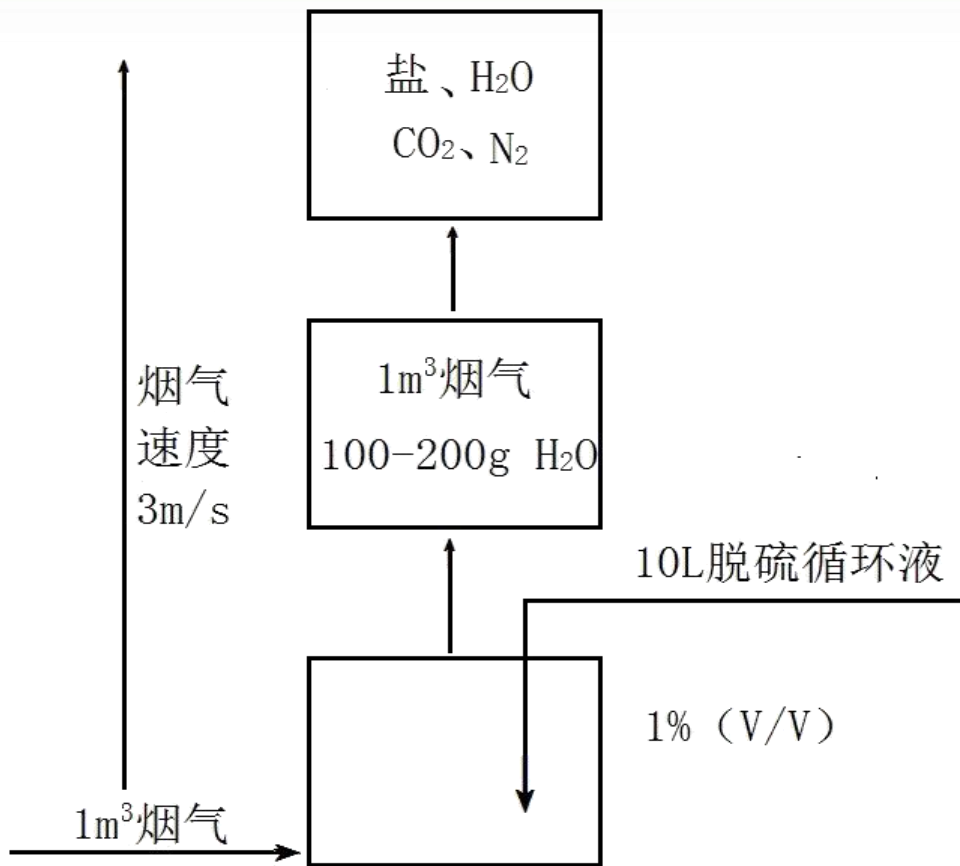 盐、H₂O
CO₂、N₂
烟气
速度
3m/s
1m³烟气
100-200g H₂O
10L脱硫循环液
1%（V/V）
1m³烟气